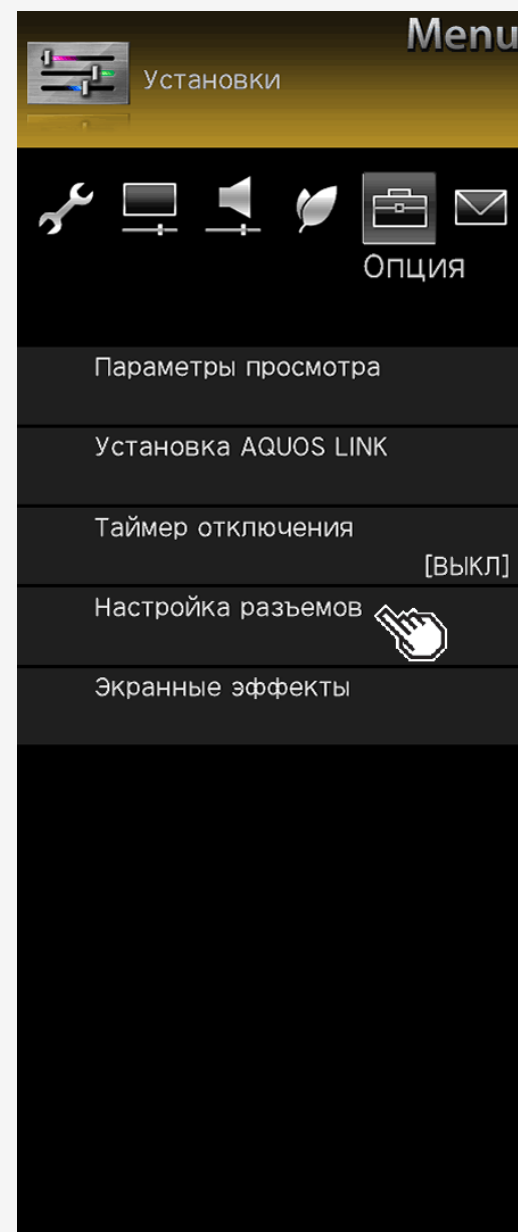 Menu
Установки
Опция
Параметры просмотра
Установка AQUOS LINK
Таймер отключения
[ВЫКЛ]
Настройка разъемов
Экранные эффекты